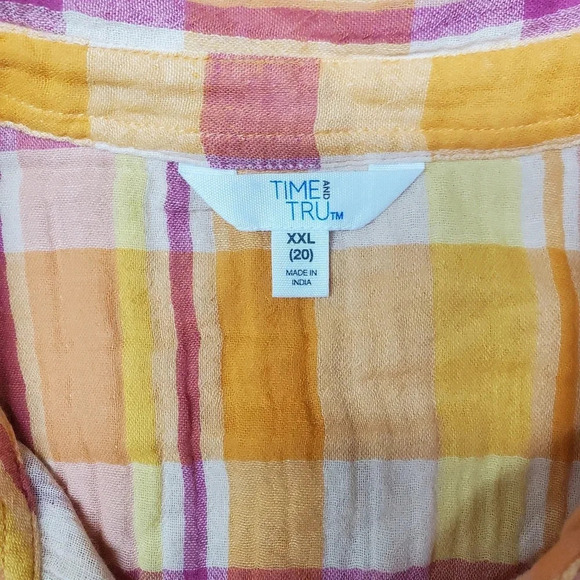 TIME AND
TRU™
XXL
(20)
MADE IN
INDIA